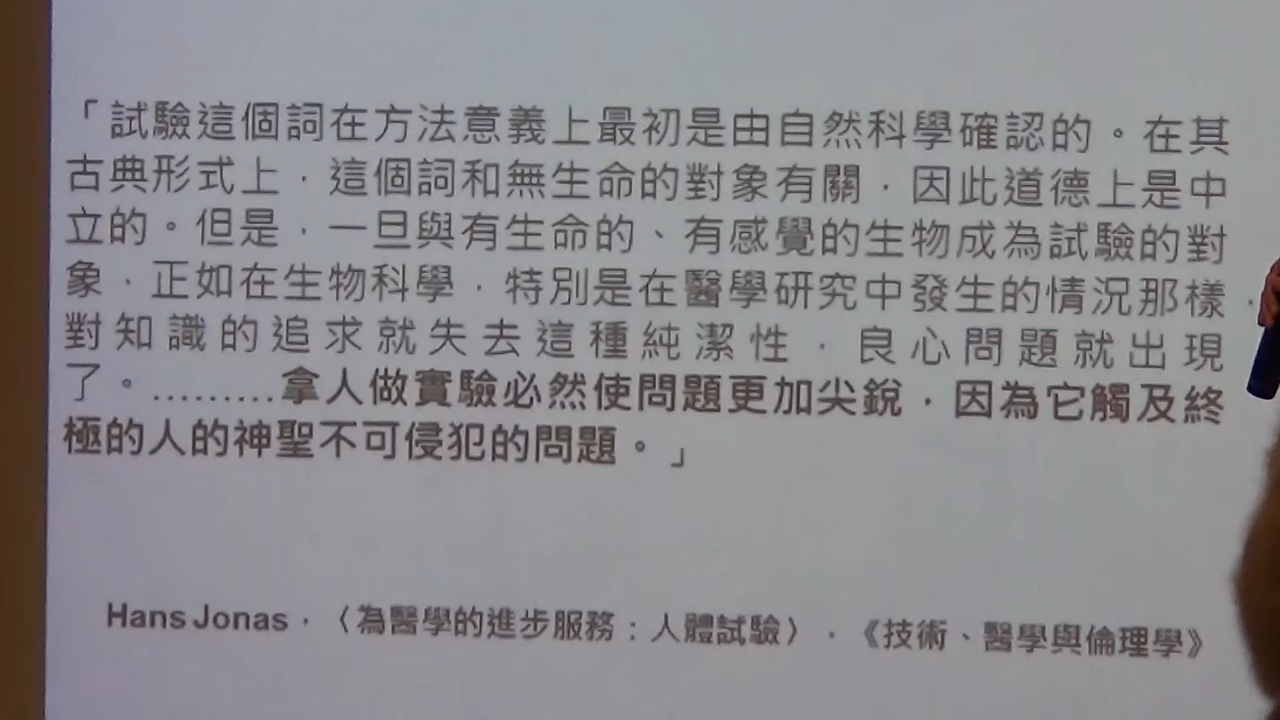 「試驗這個詞在方法意義上最初是由自然科學確認的。在其
古典形式上，這個詞和無生命的對象有關，因此道德上是中
立的。但是，一旦與有生命的、有感覺的生物成為試驗的對
象，正如在生物科學，特別是在醫學研究中發生的情況那樣，
對知識的追求就失去這種純潔性，良心問題就出現
了。………拿人做實驗必然使問題更加尖銳，因為它觸及終
極的人的神聖不可侵犯的問題。」
Hans Jonas，〈為醫學的進步服務：人體試驗〉，《技術、醫學與倫理學》